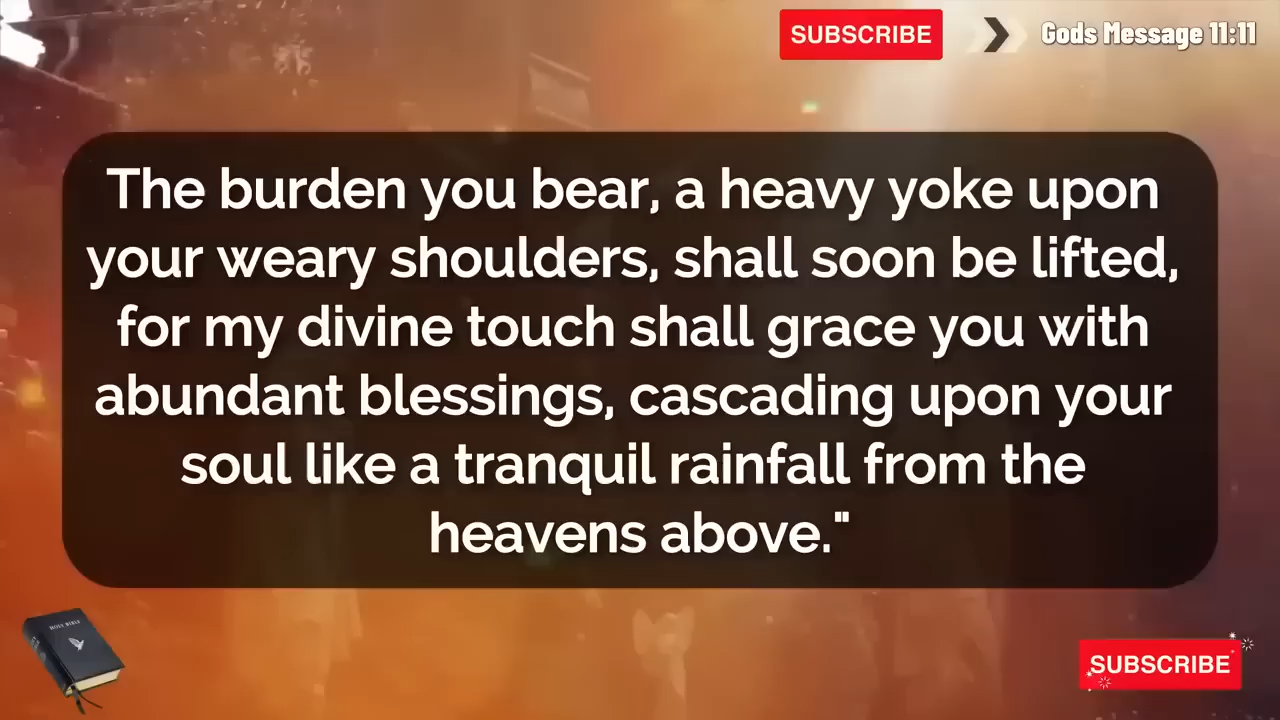 SUBSCRIBE
Gods Message 11:11
The burden you bear, a heavy yoke upon
your weary shoulders, shall soon be lifted,
for my divine touch shall grace you with
abundant blessings, cascading upon your
soul like a tranquil rainfall from the
heavens above."
HOLY BIBLE
SUBSCRIBE